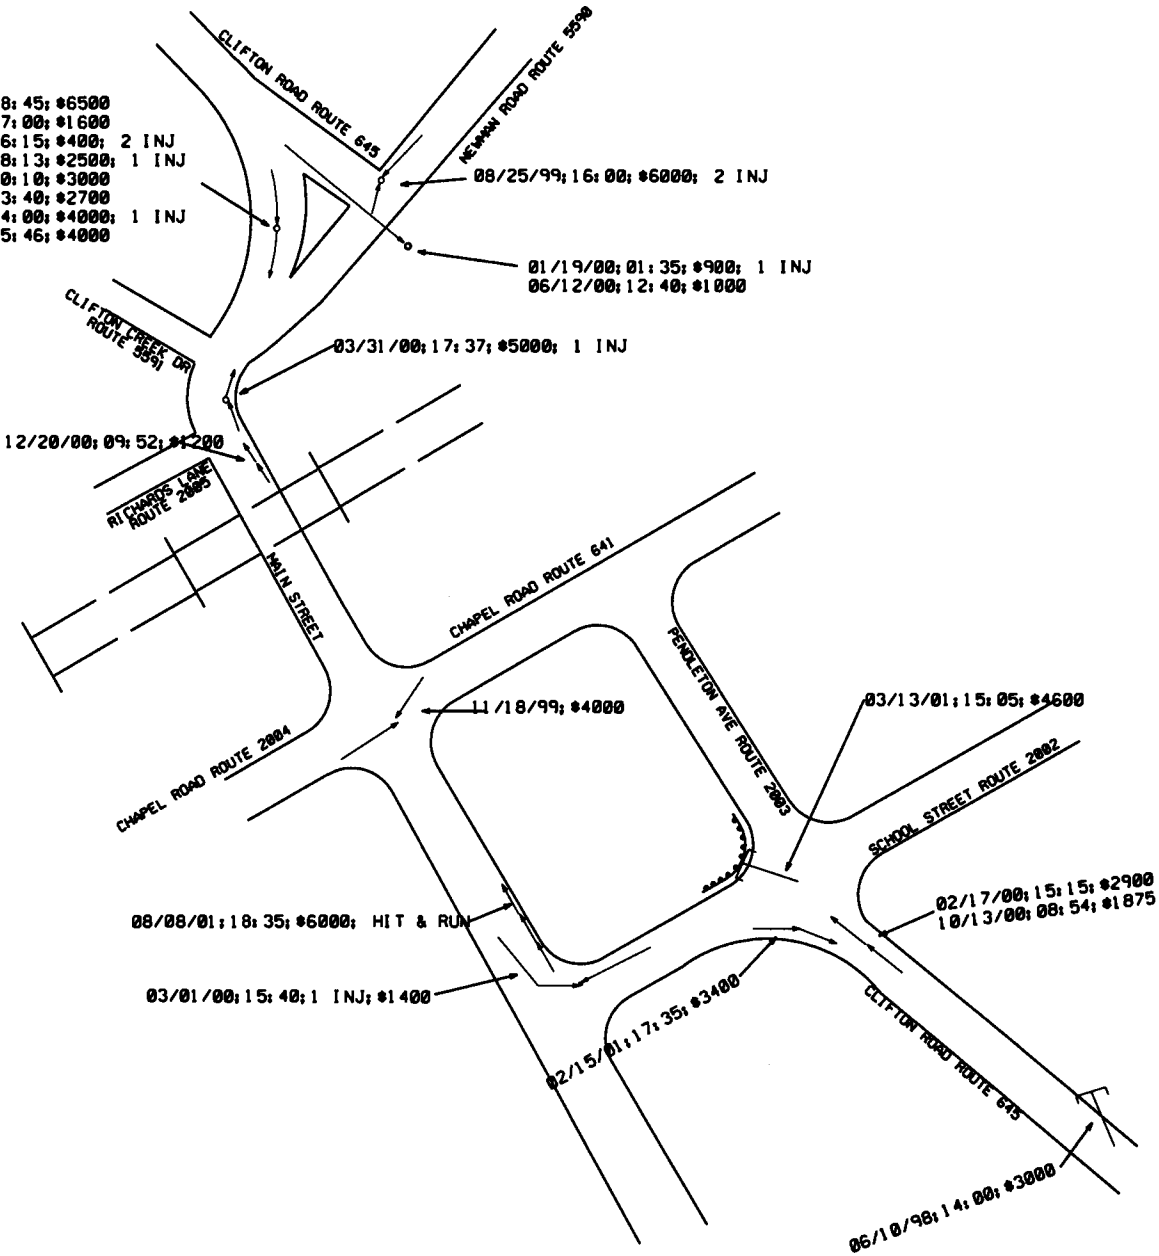 CLIFTON ROAD ROUTE 645
NEWMAN ROAD ROUTE 5590
8:45;$6500
7:00;$1600
6:15;$400; 2 INJ
8:13;$2500; 1 INJ
0:10;$3000
3:40;$2700
4:00;$4000; 1 INJ
5:46;$4000
08/25/99;16:00;$6000; 2 INJ
01/19/00;01:35;$900; 1 INJ
06/12/00;12:40;$1000
CLIFTON CREEK DR
ROUTE 5591
03/31/00;17:37;$5000; 1 INJ
12/20/00;09:52;$1200
RICHARDS LANE
ROUTE 2005
MAIN STREET
CHAPEL ROAD ROUTE 641
PENDLETON AVE ROUTE 2003
11/18/99;$4000
03/13/01;15:05;$4600
CHAPEL ROAD ROUTE 2004
SCHOOL STREET ROUTE 2002
02/17/00;15:15;$2900
10/13/00;08:54;$1875
08/08/01;18:35;$6000; HIT & RUN
03/01/00;15:40;1 INJ;$1400
02/15/01;17:35;$3400
CLIFTON ROAD ROUTE 645
06/10/98;14:00;$3000